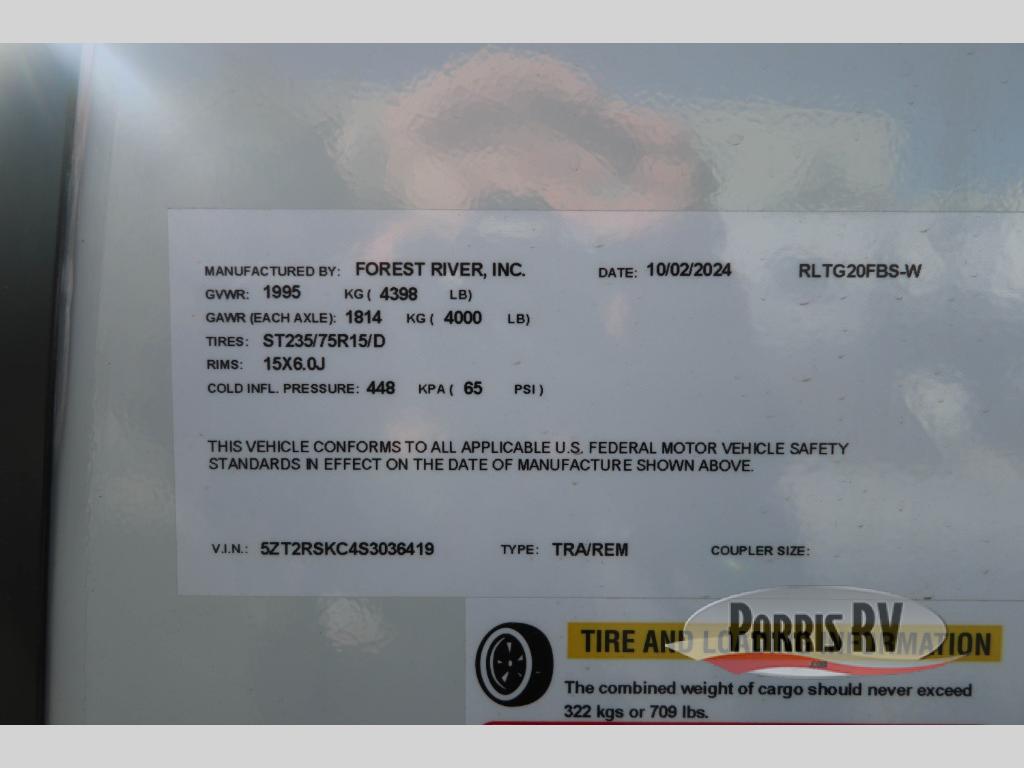 MANUFACTURED BY: FOREST RIVER, INC. DATE: 10/02/2024 RLTG20FBS-W
GVWR: 1995 KG ( 4398 LB)
GAWR (EACH AXLE): 1814 KG ( 4000 LB)
TIRES: ST235/75R15/D
RIMS: 15X6.0J
COLD INFL. PRESSURE: 448 KPA ( 65 PSI )
THIS VEHICLE CONFORMS TO ALL APPLICABLE U.S. FEDERAL MOTOR VEHICLE SAFETY
STANDARDS IN EFFECT ON THE DATE OF MANUFACTURE SHOWN ABOVE.
V.I.N.: 5ZT2RSKC4S3036419 TYPE: TRA/REM COUPLER SIZE:
PARRIS RV
.com
TIRE AND LOADING INFORMATION
The combined weight of cargo should never exceed
322 kgs or 709 lbs.